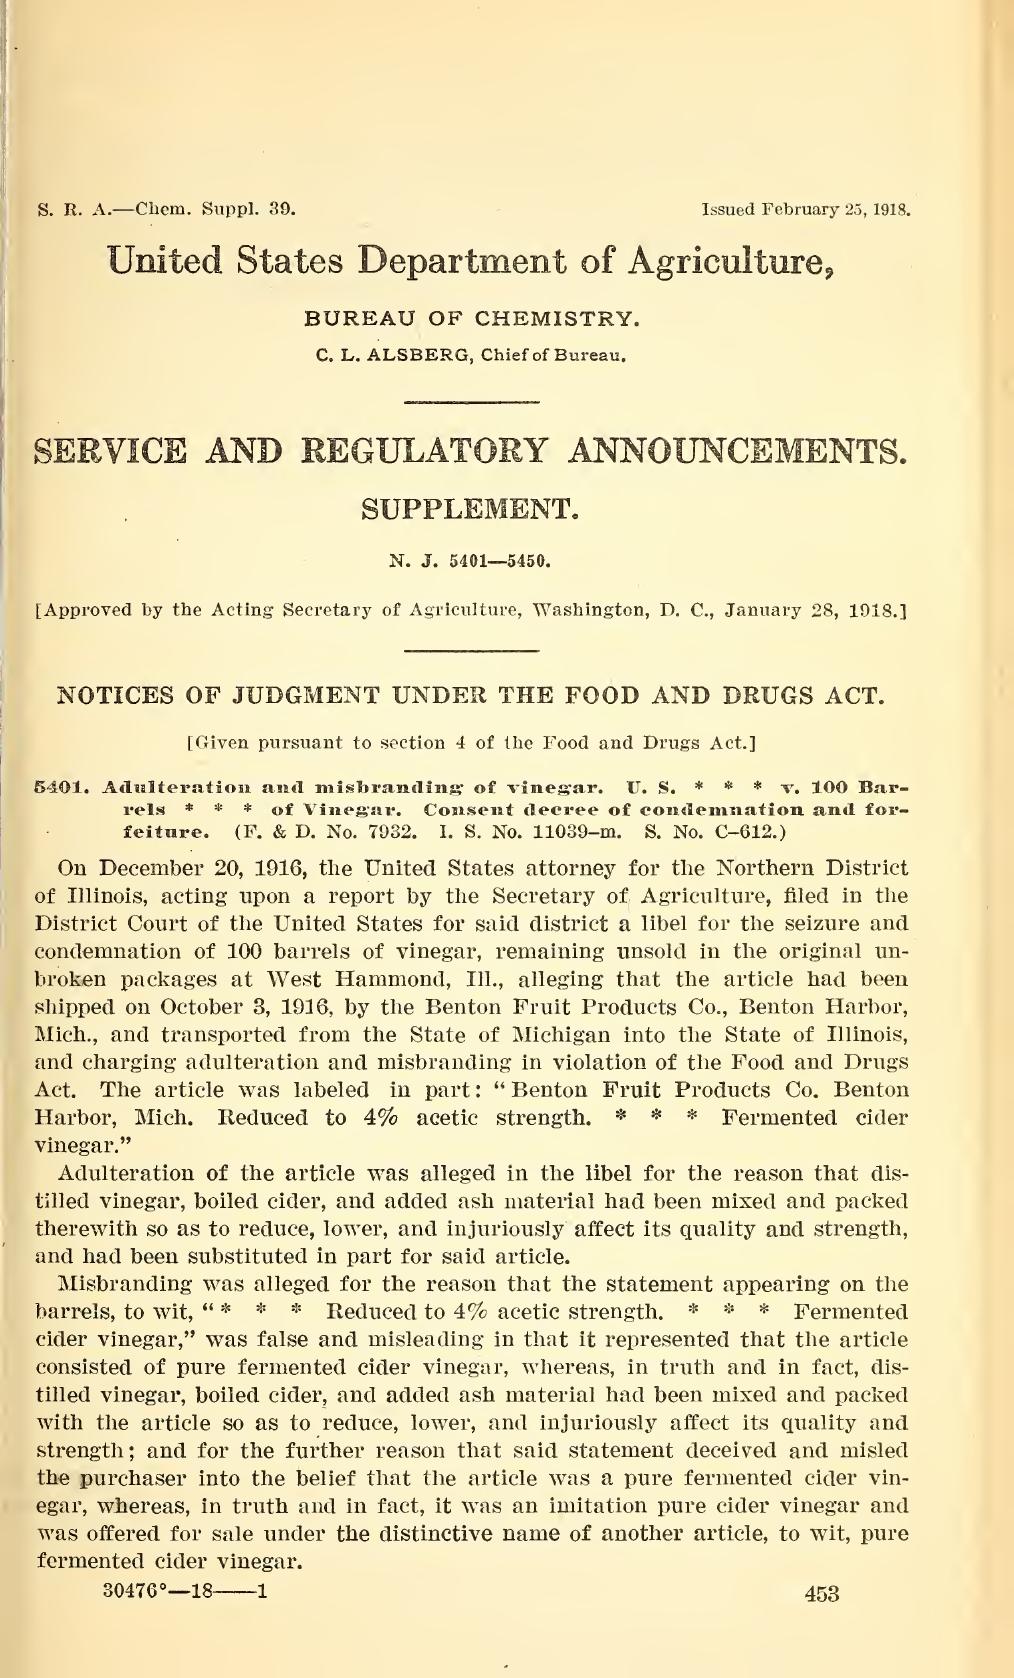 S. R. A.—Chem. Suppl. 39.
Issued February 25, 1918.
United States Department of Agriculture,
BUREAU OF CHEMISTRY.
C. L. ALSBERG, Chief of Bureau.
SERVICE AND REGULATORY ANNOUNCEMENTS.
SUPPLEMENT.
N. J. 5401—5450.
[Approved by the Acting Secretary of Agriculture, Washington, D. C., January 28, 1918.]
NOTICES OF JUDGMENT UNDER THE FOOD AND DRUGS ACT.
[Given pursuant to section 4 of the Food and Drugs Act.]
5401. Adulteration and misbranding of vinegar. U. S. * * * v. 100 Bar-
rels * * * of Vinegar. Consent decree of condemnation and for-
feiture. (F. & D. No. 7932. I. S. No. 11039–m. S. No. C–612.)
On December 20, 1916, the United States attorney for the Northern District
of Illinois, acting upon a report by the Secretary of Agriculture, filed in the
District Court of the United States for said district a libel for the seizure and
condemnation of 100 barrels of vinegar, remaining unsold in the original un-
broken packages at West Hammond, Ill., alleging that the article had been
shipped on October 3, 1916, by the Benton Fruit Products Co., Benton Harbor,
Mich., and transported from the State of Michigan into the State of Illinois,
and charging adulteration and misbranding in violation of the Food and Drugs
Act. The article was labeled in part: “Benton Fruit Products Co. Benton
Harbor, Mich. Reduced to 4% acetic strength. * * * Fermented cider
vinegar.”
Adulteration of the article was alleged in the libel for the reason that dis-
tilled vinegar, boiled cider, and added ash material had been mixed and packed
therewith so as to reduce, lower, and injuriously affect its quality and strength,
and had been substituted in part for said article.
Misbranding was alleged for the reason that the statement appearing on the
barrels, to wit, “* * * Reduced to 4% acetic strength. * * * Fermented
cider vinegar,” was false and misleading in that it represented that the article
consisted of pure fermented cider vinegar, whereas, in truth and in fact, dis-
tilled vinegar, boiled cider, and added ash material had been mixed and packed
with the article so as to reduce, lower, and injuriously affect its quality and
strength; and for the further reason that said statement deceived and misled
the purchaser into the belief that the article was a pure fermented cider vin-
egar, whereas, in truth and in fact, it was an imitation pure cider vinegar and
was offered for sale under the distinctive name of another article, to wit, pure
fermented cider vinegar.
30476°—18——1
453